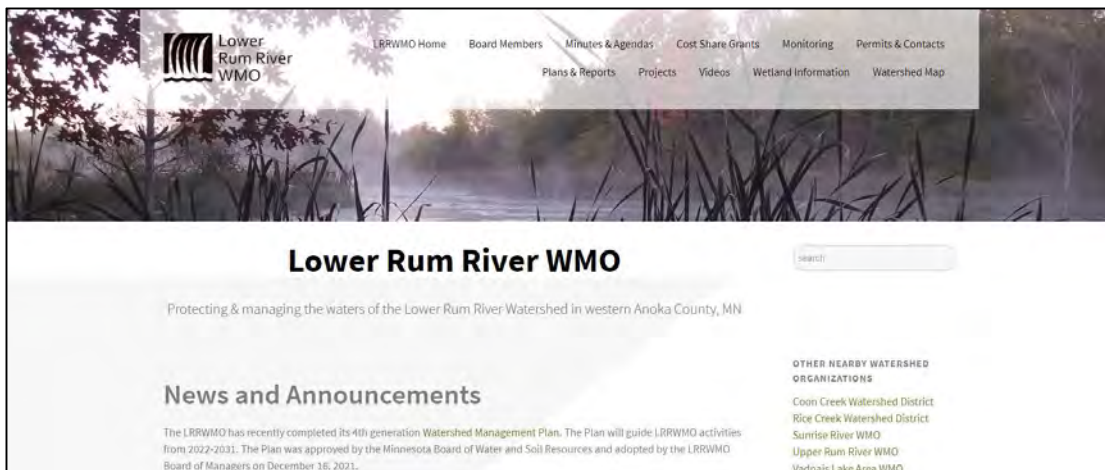 Lower
Rum River
WMO
LRRWMO Home Board Members Minutes & Agendas Cost Share Grants Monitoring Permits & Contacts
Plans & Reports Projects Videos Wetland Information Watershed Map
Lower Rum River WMO
search
Protecting & managing the waters of the Lower Rum River Watershed in western Anoka County, MN
News and Announcements
The LRRWMO has recently completed its 4th generation Watershed Management Plan. The Plan will guide LRRWMO activities
from 2022-2031. The Plan was approved by the Minnesota Board of Water and Soil Resources and adopted by the LRRWMO
Board of Managers on December 16, 2021.
OTHER NEARBY WATERSHED
ORGANIZATIONS
Coon Creek Watershed District
Rice Creek Watershed District
Sunrise River WMO
Upper Rum River WMO
Vadnais Lake Area WMO